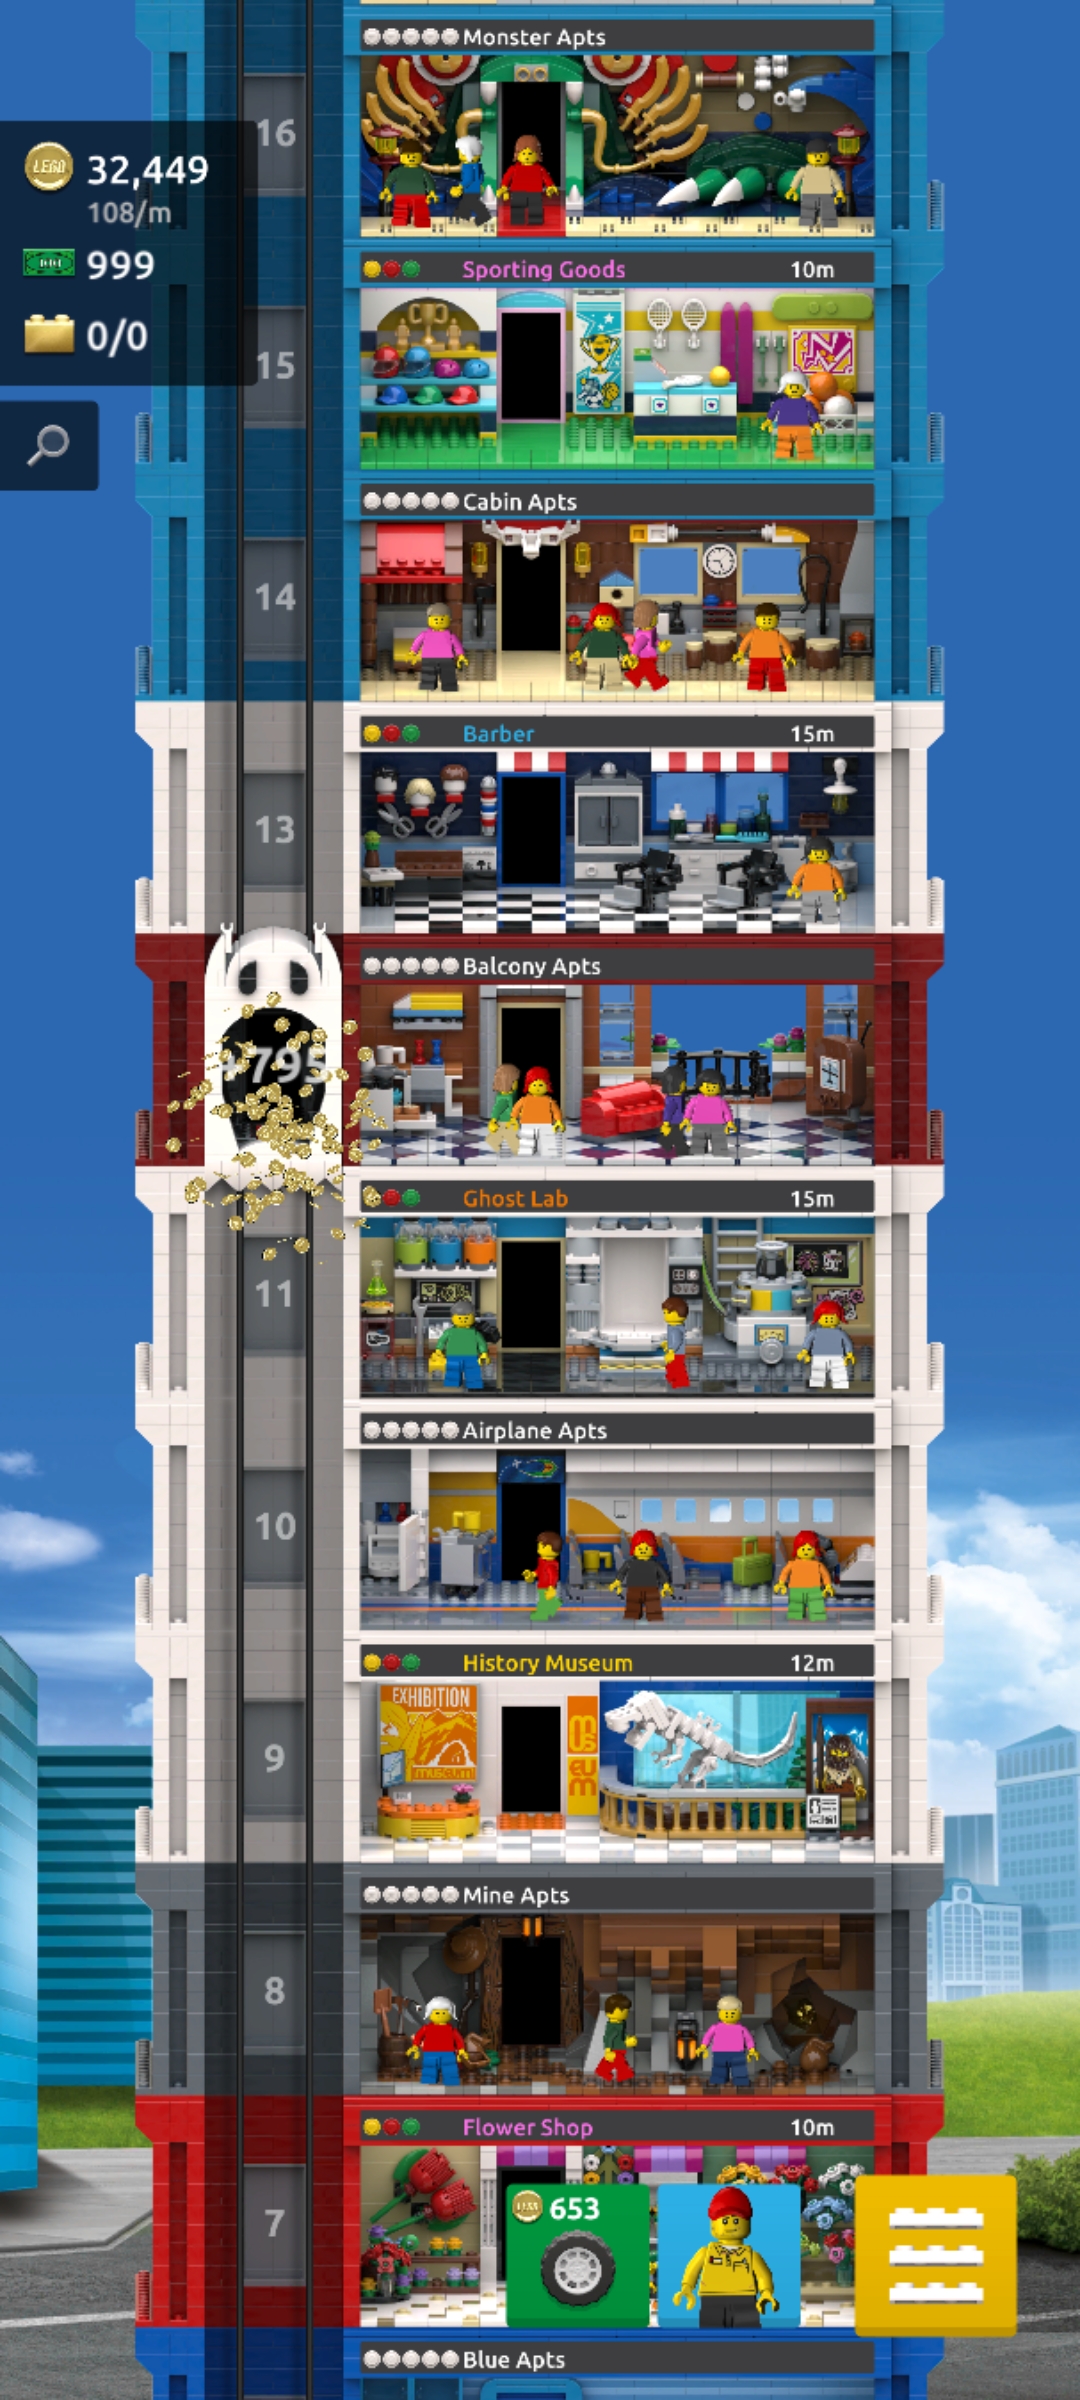 Monster Apts
16
LEGO 32,449
108/m
999
0/0
Sporting Goods 10m
15
Cabin Apts
14
Barber 15m
13
Balcony Apts
+795
Ghost Lab 15m
11
Airplane Apts
10
History Museum 12m
EXHIBITION
MUSEUM
9
Mine Apts
8
Flower Shop 10m
653
7
Blue Apts